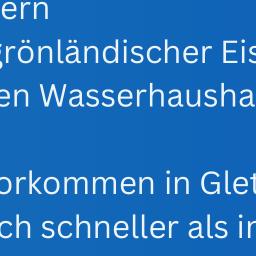 ern
grönländischer Eis
en Wasserhausha
orkommen in Glet
ch schneller als in